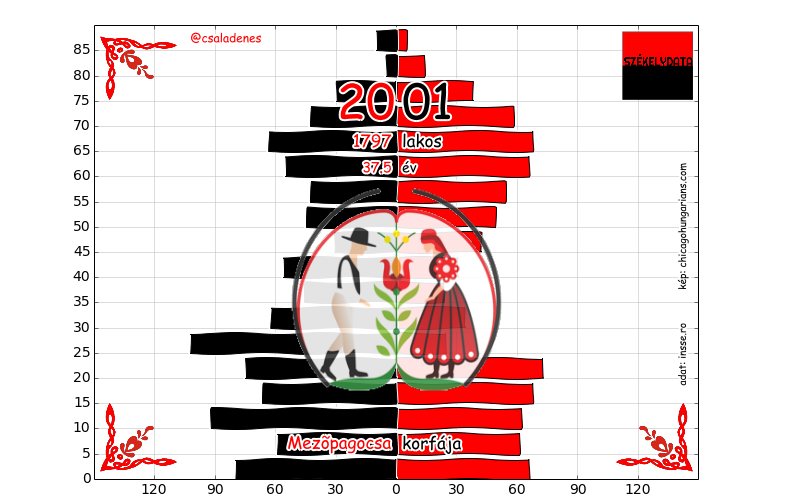 @csaladenes
SZÉKELYDATA
2001
1797 lakos
37.5 év
Mezőpagocsa korfája
kép: chicagohungarians.com
adat: insse.ro
85
80
75
70
65
60
55
50
45
40
35
30
25
20
15
10
5
0
120 90 60 30 0 30 60 90 120